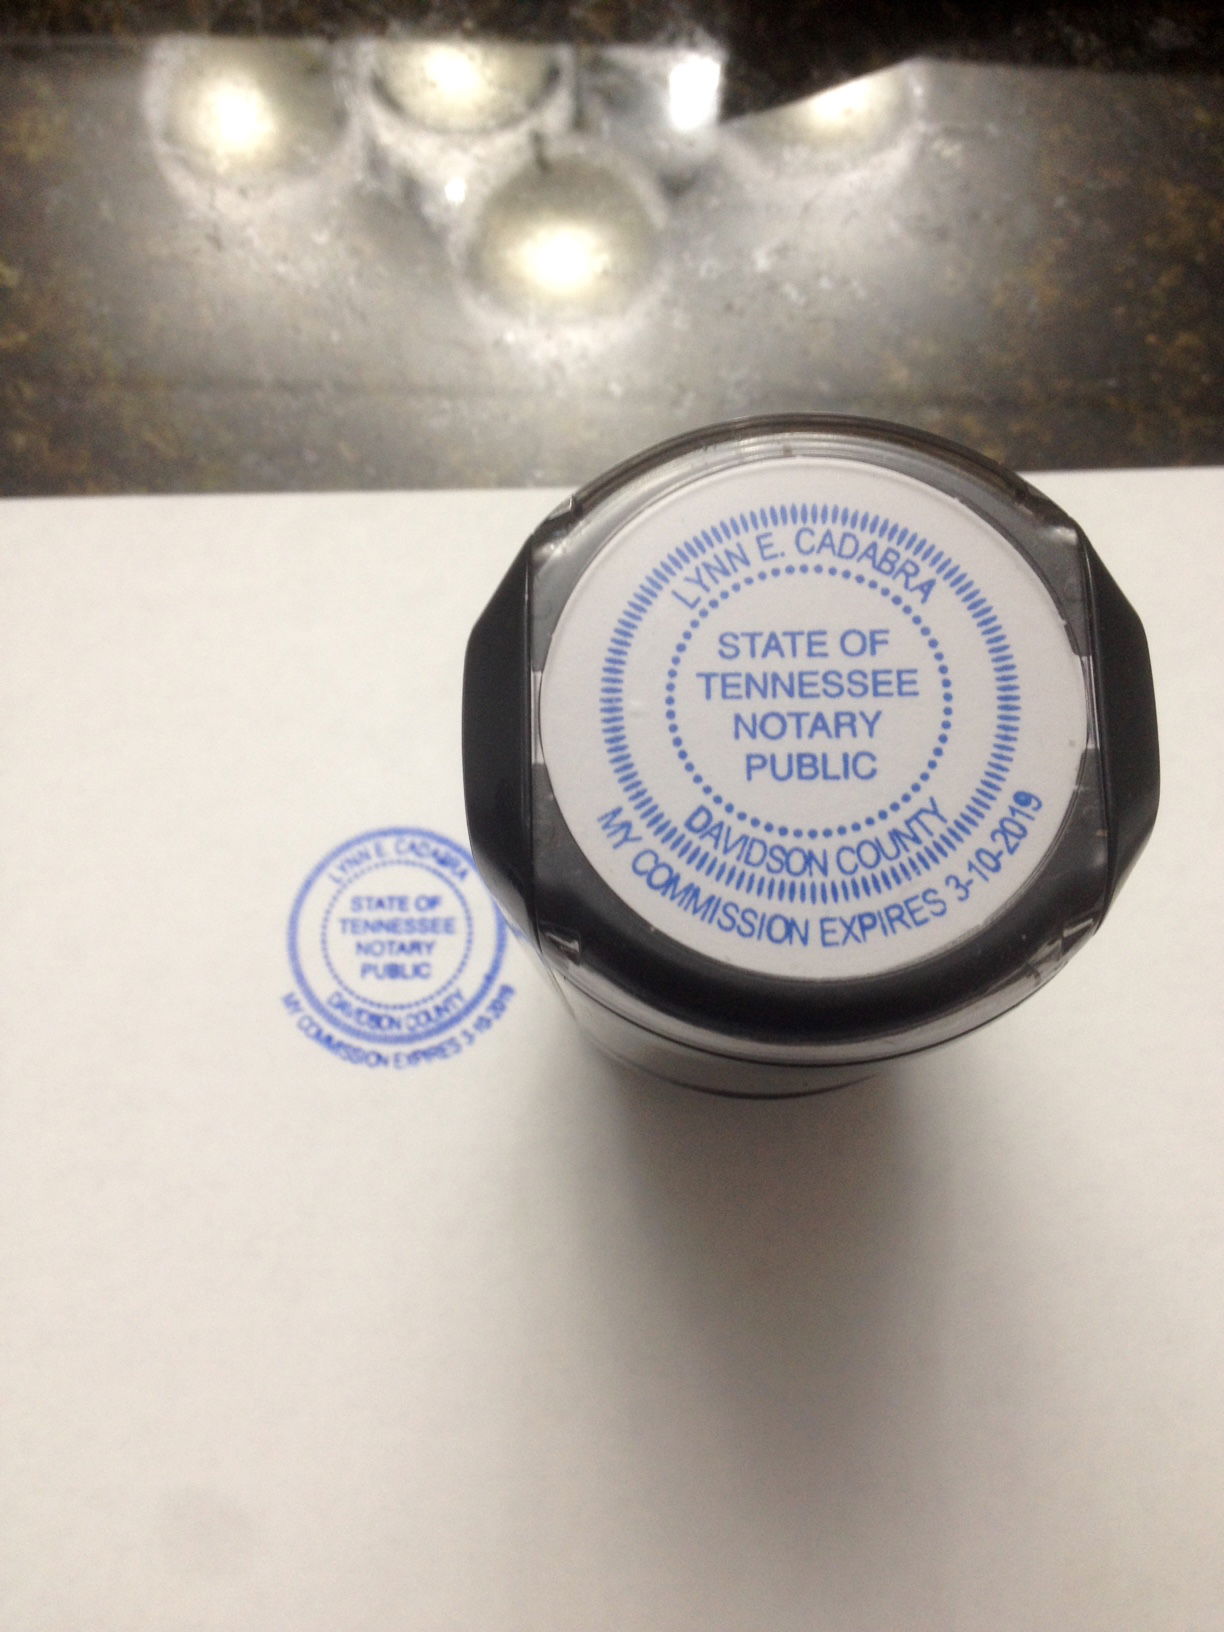 LYNN E. CADABRA
STATE OF
TENNESSEE
NOTARY
PUBLIC
DAVIDSON COUNTY
MY COMMISSION EXPIRES 3-10-2019
LYNN E. CADABRA
STATE OF
TENNESSEE
NOTARY
PUBLIC
DAVIDSON COUNTY
MY COMMISSION EXPIRES 3-10-2019